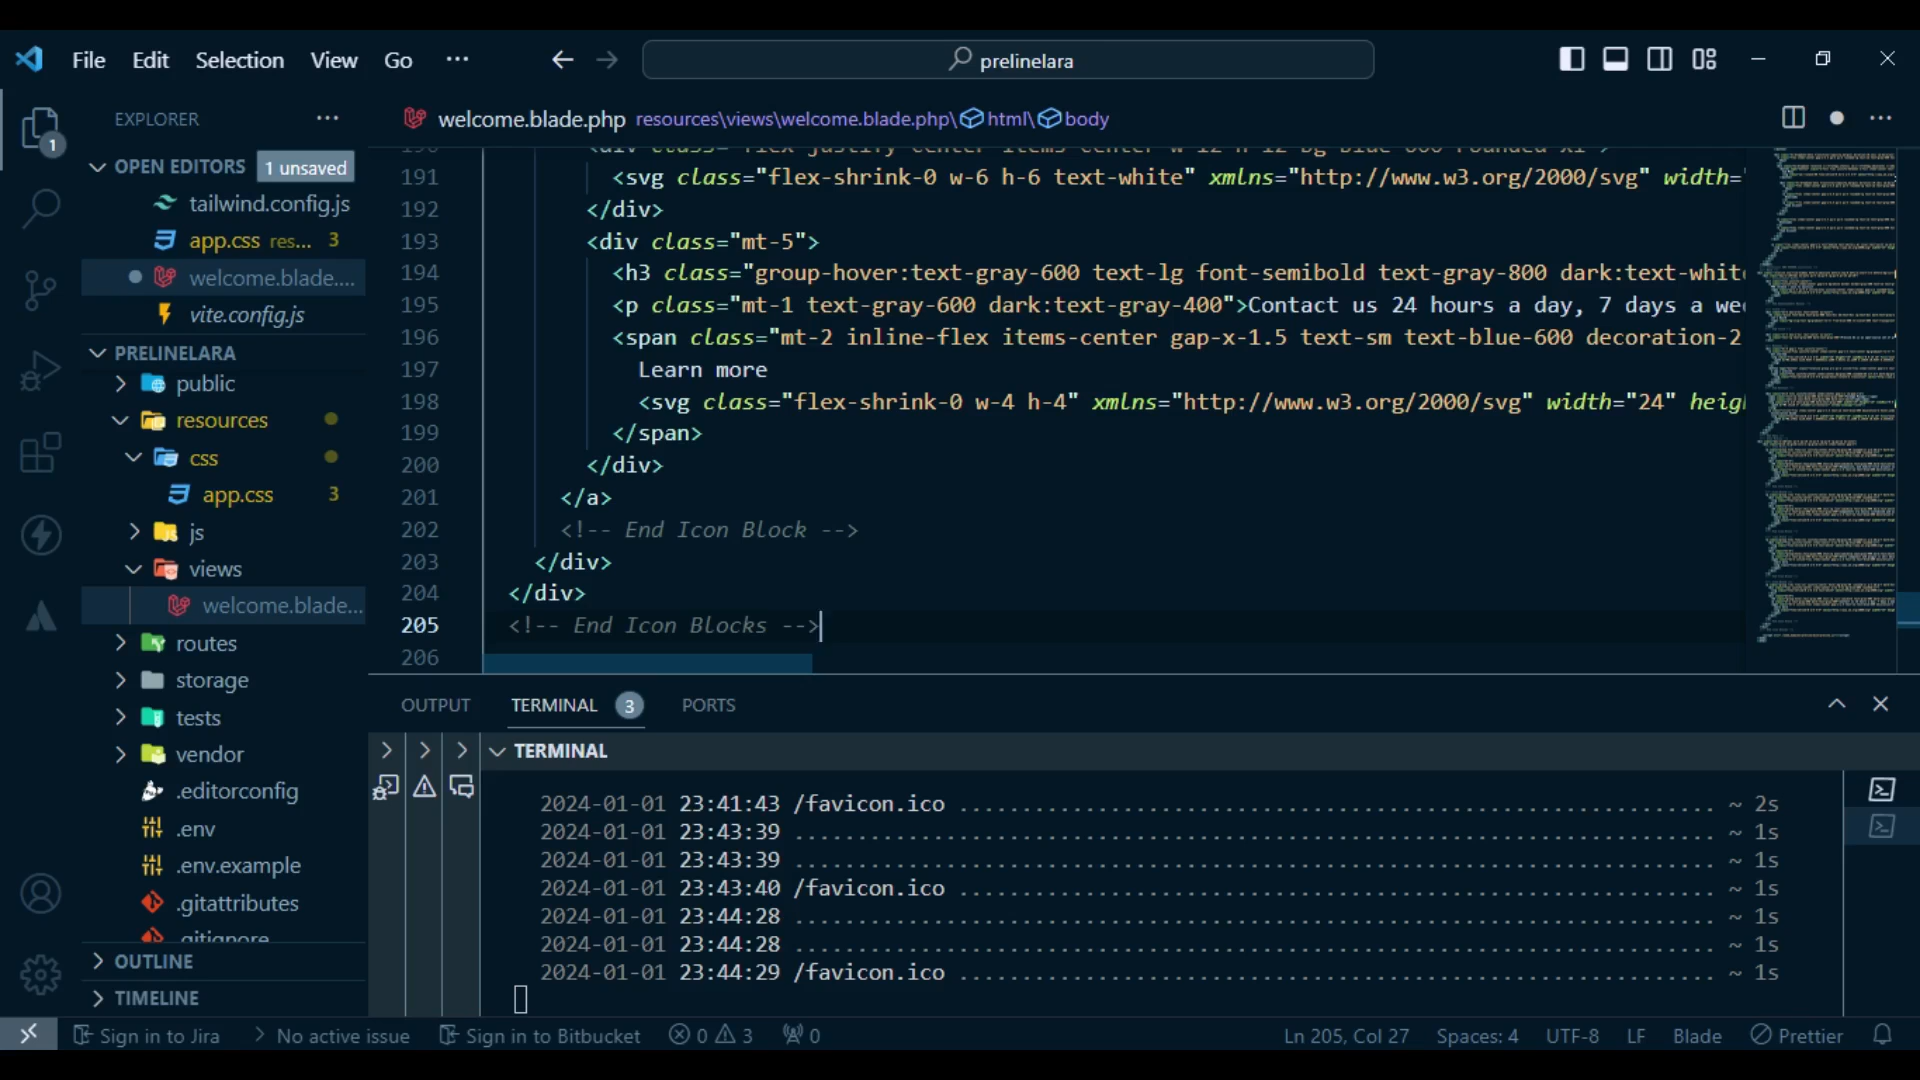 File Edit Selection View Go ··· prelinelara
EXPLORER ···
OPEN EDITORS 1 unsaved
tailwind.config.js
app.css res... 3
welcome.blade....
vite.config.js
PRELINELARA
public
resources
css
app.css 3
js
views
welcome.blade...
routes
storage
tests
vendor
.editorconfig
.env
.env.example
.gitattributes
.gitignore
OUTLINE
TIMELINE
welcome.blade.php resources\views\welcome.blade.php\html\body
191 <svg class="flex-shrink-0 w-6 h-6 text-white" xmlns="http://www.w3.org/2000/svg" width="
192 </div>
193 <div class="mt-5">
194 <h3 class="group-hover:text-gray-600 text-lg font-semibold text-gray-800 dark:text-white
195 <p class="mt-1 text-gray-600 dark:text-gray-400">Contact us 24 hours a day, 7 days a wee
196 <span class="mt-2 inline-flex items-center gap-x-1.5 text-sm text-blue-600 decoration-2
197 Learn more
198 <svg class="flex-shrink-0 w-4 h-4" xmlns="http://www.w3.org/2000/svg" width="24" heigh
199 </span>
200 </div>
201 </a>
202 <!-- End Icon Block -->
203 </div>
204 </div>
205 <!-- End Icon Blocks -->
206
OUTPUT TERMINAL 3 PORTS
TERMINAL
2024-01-01 23:41:43 /favicon.ico ........................................................... ~ 2s
2024-01-01 23:43:39 ....................................................................... ~ 1s
2024-01-01 23:43:39 ....................................................................... ~ 1s
2024-01-01 23:43:40 /favicon.ico ........................................................... ~ 1s
2024-01-01 23:44:28 ....................................................................... ~ 1s
2024-01-01 23:44:28 ....................................................................... ~ 1s
2024-01-01 23:44:29 /favicon.ico ........................................................... ~ 1s
1
Sign in to Jira No active issue Sign in to Bitbucket 0 3 0 Ln 205, Col 27 Spaces: 4 UTF-8 LF Blade Prettier